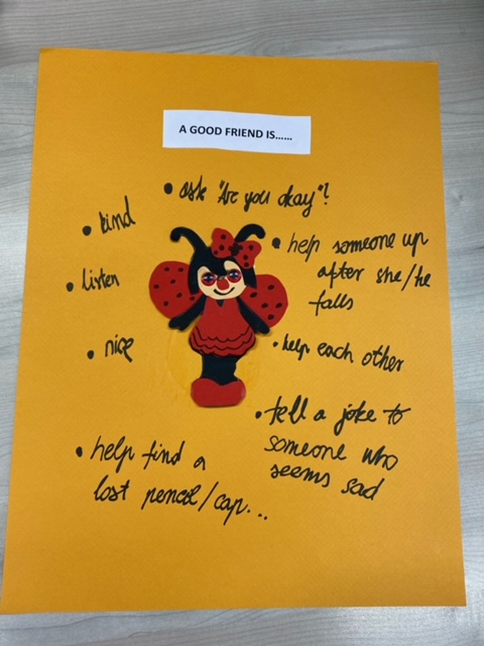 A GOOD FRIEND IS......
• ask "Are you okay"?
• kind
• help someone up
after she/he
falls
• listen
• nice
• help each other
• tell a joke to
someone who
seems sad
• help find a
lost pencil/cap...